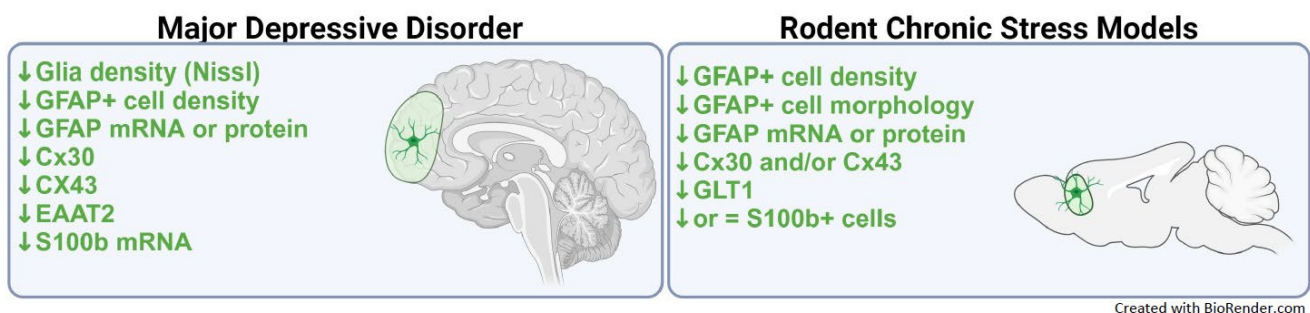 Major Depressive Disorder
↓Glia density (Nissl)
↓GFAP+ cell density
↓GFAP mRNA or protein
↓Cx30
↓CX43
↓EAAT2
↓S100b mRNA
Rodent Chronic Stress Models
↓GFAP+ cell density
↓GFAP+ cell morphology
↓GFAP mRNA or protein
↓Cx30 and/or Cx43
↓GLT1
↓or = S100b+ cells
Created with BioRender.com